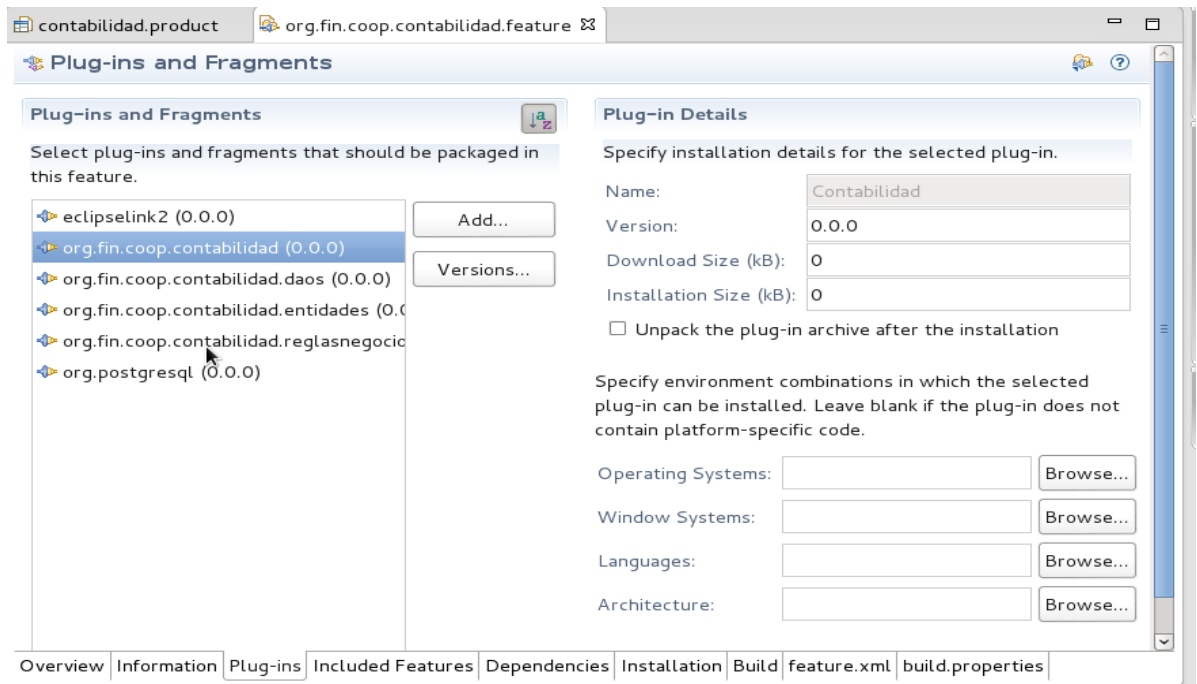 contabilidad.product
org.fin.coop.contabilidad.feature
Plug-ins and Fragments
Plug-ins and Fragments
Select plug-ins and fragments that should be packaged in
this feature.
eclipselink2 (0.0.0)
org.fin.coop.contabilidad (0.0.0)
org.fin.coop.contabilidad.daos (0.0.0)
org.fin.coop.contabilidad.entidades (0.0
org.fin.coop.contabilidad.reglasnegocio
org.postgresql (0.0.0)
Add...
Versions...
Plug-in Details
Specify installation details for the selected plug-in.
Name: Contabilidad
Version: 0.0.0
Download Size (kB): 0
Installation Size (kB): 0
Unpack the plug-in archive after the installation
Specify environment combinations in which the selected
plug-in can be installed. Leave blank if the plug-in does not
contain platform-specific code.
Operating Systems: Browse...
Window Systems: Browse...
Languages: Browse...
Architecture: Browse...
Overview Information Plug-ins Included Features Dependencies Installation Build feature.xml build.properties